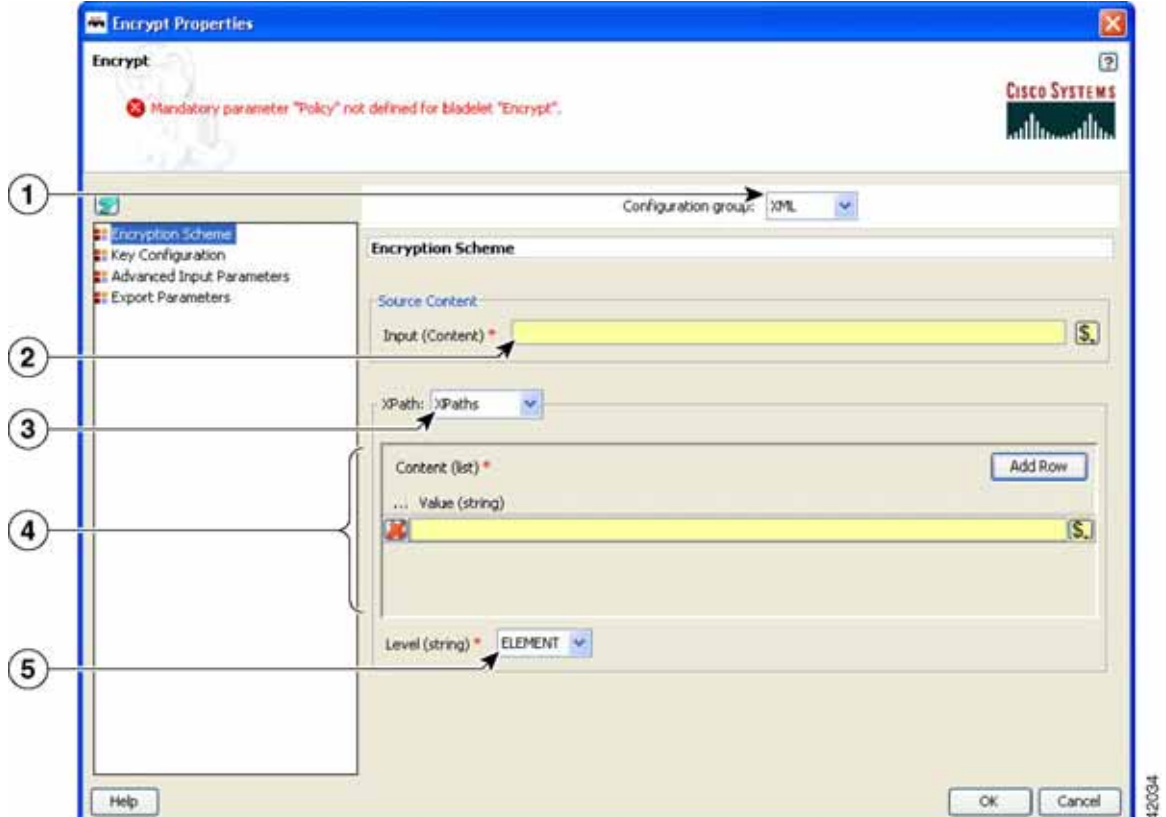 Encrypt Properties
Encrypt
?
Mandatory parameter "Policy" not defined for bladelet "Encrypt".
CISCO SYSTEMS
1
Configuration group: XML
Encryption Scheme
Key Configuration
Advanced Input Parameters
Export Parameters
Encryption Scheme
Source Content
Input (Content) *
$
2
XPath: XPaths
3
Content (list) *
Add Row
... Value (string)
$
4
Level (string) * ELEMENT
5
Help
OK
Cancel
42034